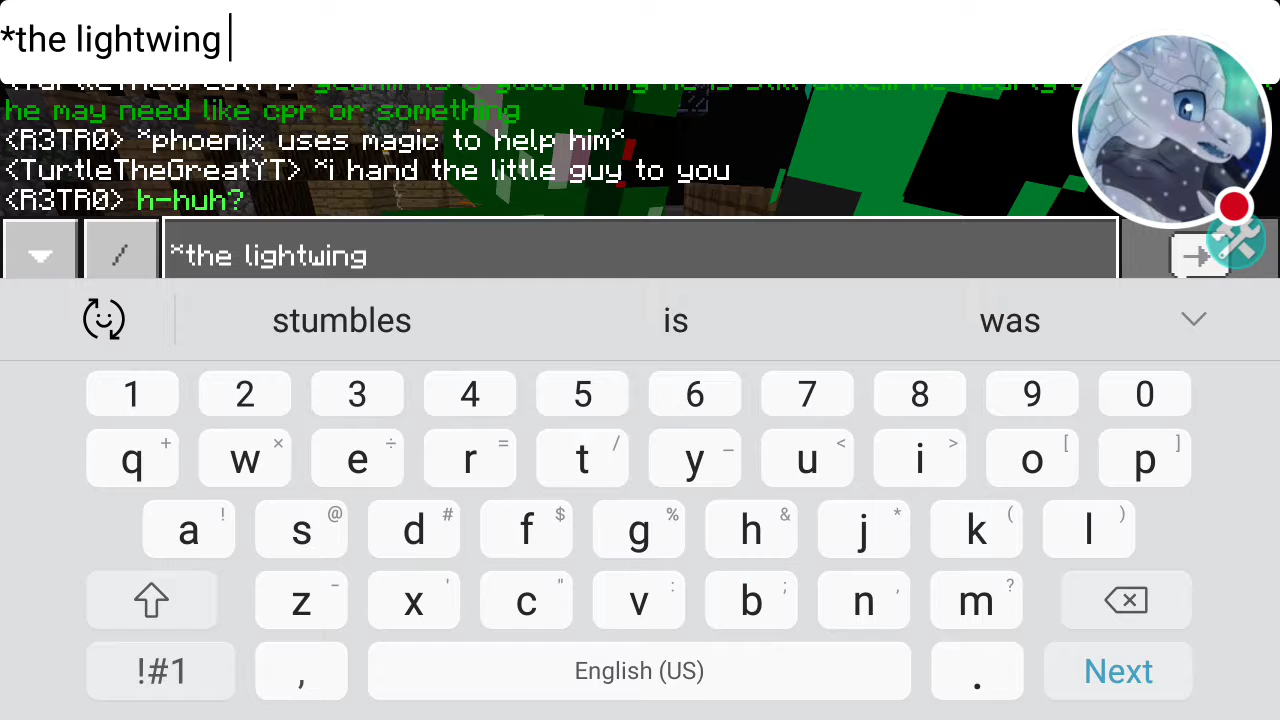 *the lightwing
he may need like cpr or something
<R3TR0> *phoenix uses magic to help him*
<TurtleTheGreatYT> *i hand the little guy to you
<R3TR0> h-huh?
/ *the lightwing
stumbles is was
1 2 3 4 5 6 7 8 9 0
q + w × e ÷ r = t / y _ u < i > o [ p ]
a ! s @ d # f $ g % h & j * k ( l )
z - x ' c " v : b ; n , m ?
!#1 , English (US) . Next